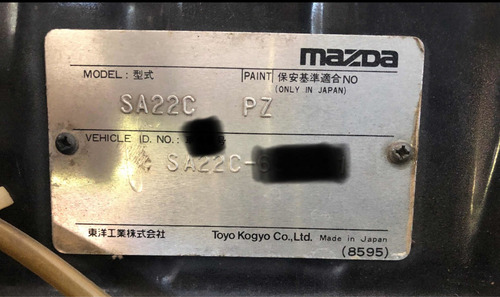 mazda
MODEL : 型式 PAINT 保安基準適合NO
(ONLY IN JAPAN)
SA22C PZ
VEHICLE ID. NO. :
SA22C-
東洋工業株式会社 Toyo Kogyo Co., Ltd. Made in Japan
(8595)